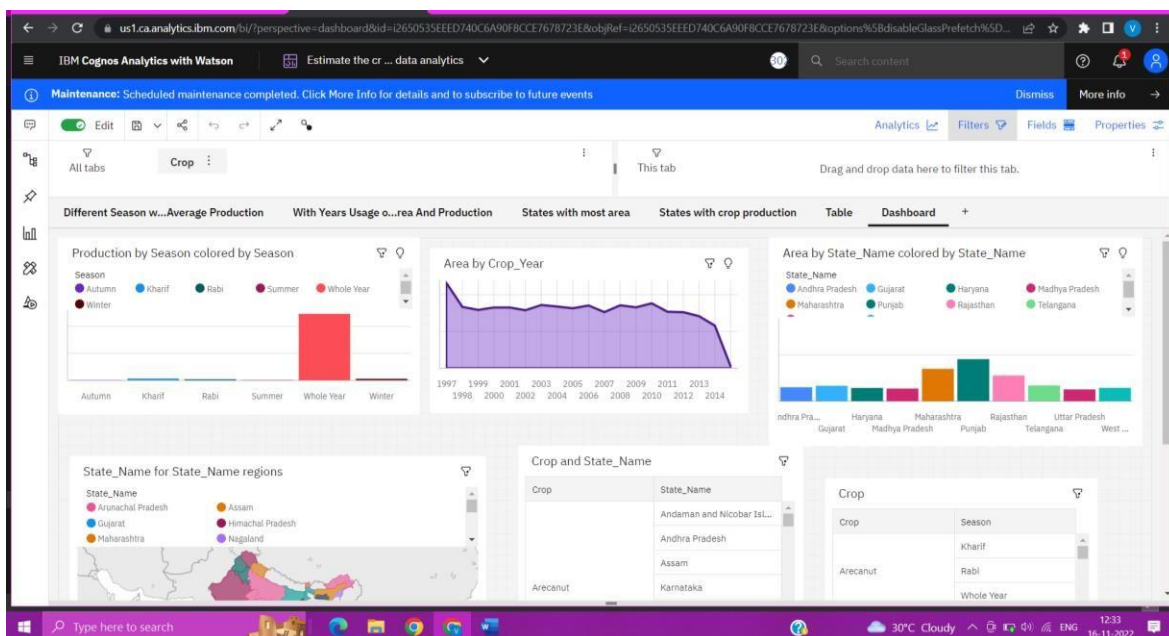 us1.ca.analytics.ibm.com/bi/?perspective=dashboard&id=i2650535EEED740C6A90F8CCE7678723E&objRef=i2650535EEED740C6A90F8CCE7678723E&options%5BdisableGlassPrefetch%5D...
V
IBM Cognos Analytics with Watson
Estimate the cr ... data analytics
30
Search content
Maintenance: Scheduled maintenance completed. Click More Info for details and to subscribe to future events
Dismiss
More info
Edit
Analytics
Filters
Fields
Properties
All tabs
Crop
This tab
Drag and drop data here to filter this tab.
Different Season w...Average Production
With Years Usage o...rea And Production
States with most area
States with crop production
Table
Dashboard
Production by Season colored by Season
Season
Autumn Kharif Rabi Summer Whole Year
Winter
Autumn Kharif Rabi Summer Whole Year Winter
Area by Crop_Year
1997 1999 2001 2003 2005 2007 2009 2011 2013
1998 2000 2002 2004 2006 2008 2010 2012 2014
Area by State_Name colored by State_Name
State_Name
Andhra Pradesh Gujarat Haryana Madhya Pradesh
Maharashtra Punjab Rajasthan Telangana
ndhra Pra... Haryana Maharashtra Rajasthan Uttar Pradesh
Gujarat Madhya Pradesh Punjab Telangana West ...
State_Name for State_Name regions
State_Name
Arunachal Pradesh Assam
Gujarat Himachal Pradesh
Maharashtra Nagaland
Crop and State_Name
Crop State_Name
Andaman and Nicobar Isl...
Andhra Pradesh
Assam
Arecanut Karnataka
Crop
Crop Season
Kharif
Arecanut Rabi
Whole Year
Type here to search
30°C Cloudy
ENG
12:33
16-11-2022